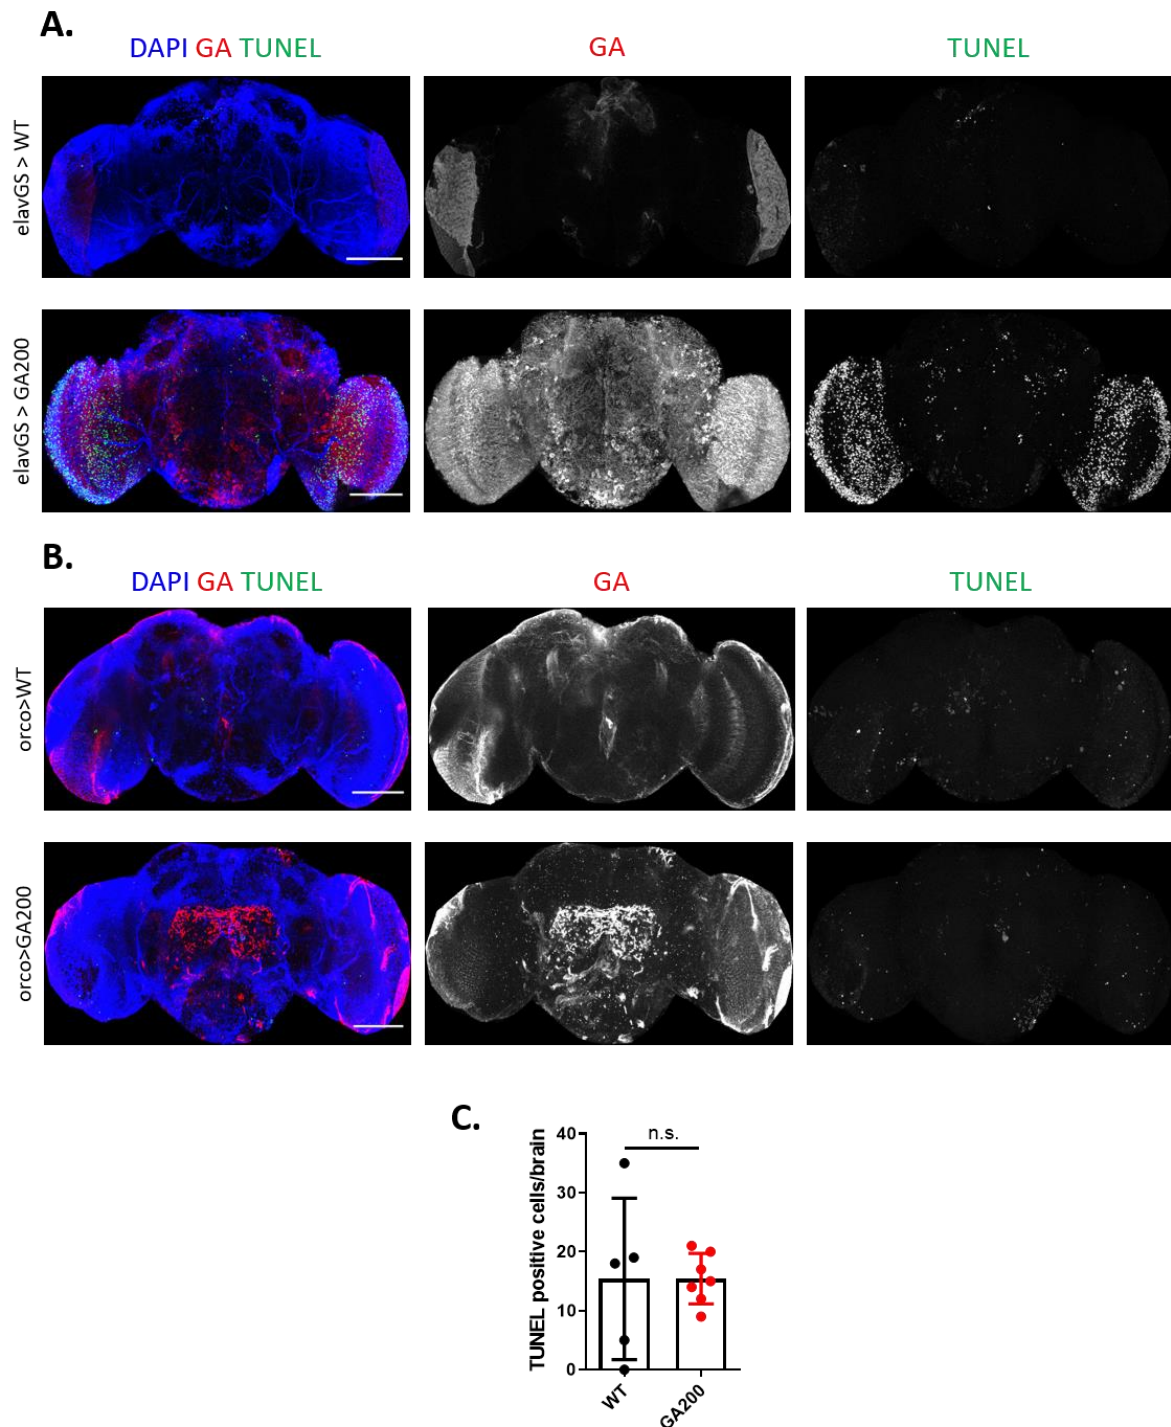 A.
DAPI GA TUNEL
GA
TUNEL
elavGS > WT
elavGS > GA200
B.
DAPI GA TUNEL
GA
TUNEL
orco>WT
orco>GA200
C.
n.s.
TUNEL positive cells/brain
40
30
20
10
0
WT
GA200